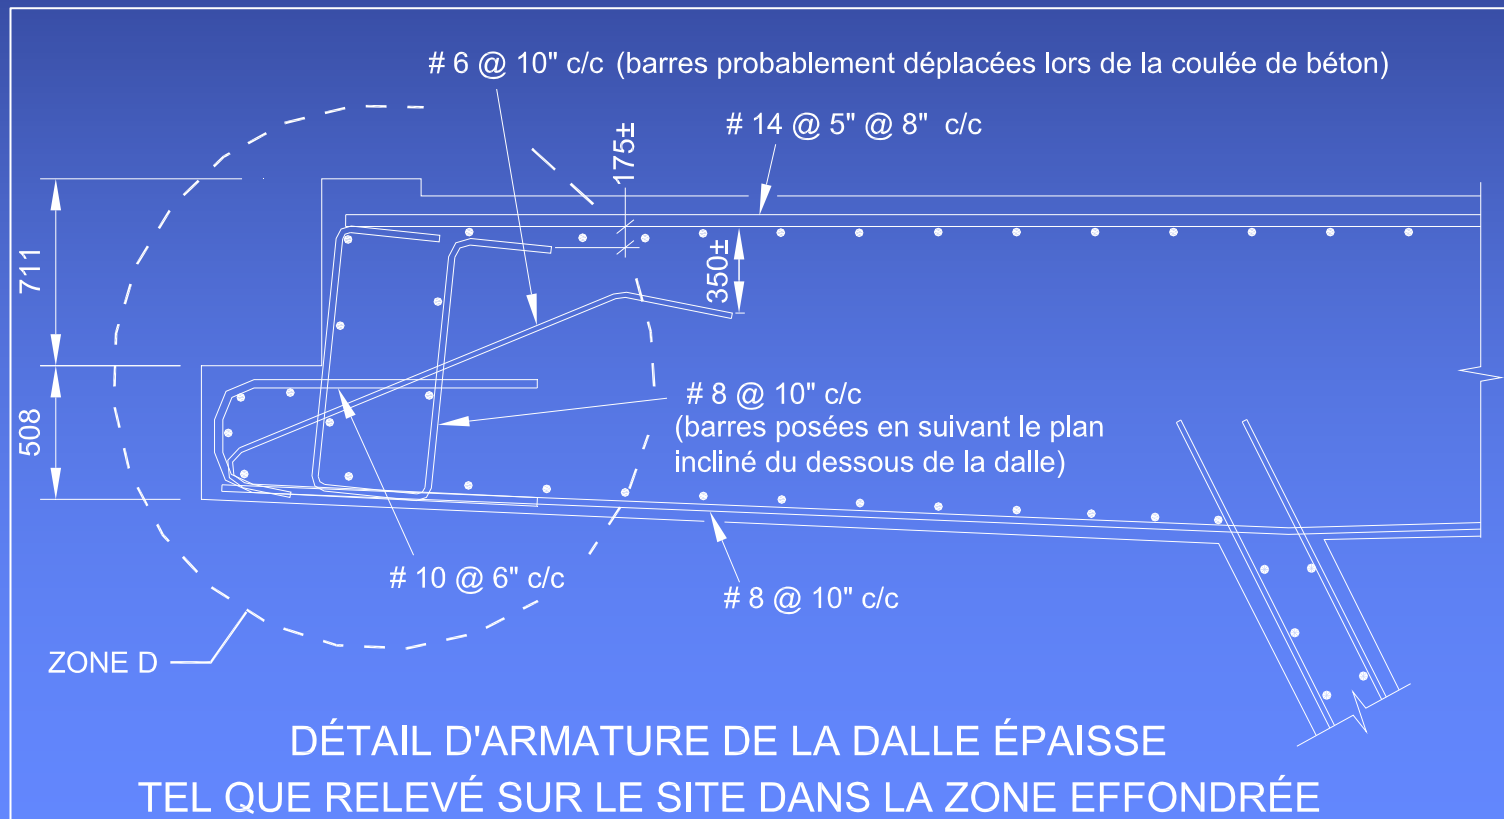 # 6 @ 10" c/c (barres probablement déplacées lors de la coulée de béton)
# 14 @ 5" @ 8" c/c
175±
711
350±
508
# 8 @ 10" c/c
(barres posées en suivant le plan
incliné du dessous de la dalle)
# 10 @ 6" c/c
# 8 @ 10" c/c
ZONE D
DÉTAIL D'ARMATURE DE LA DALLE ÉPAISSE
TEL QUE RELEVÉ SUR LE SITE DANS LA ZONE EFFONDRÉE